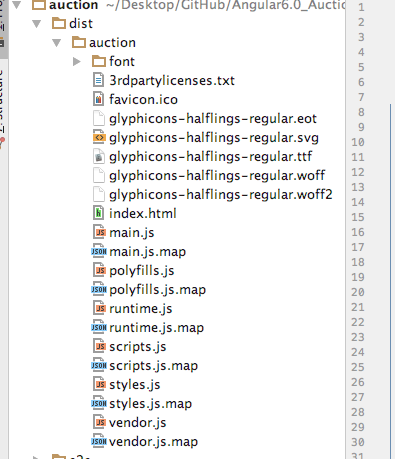 auction ~/Desktop/GitHub/Angular6.0_Auctic
dist
auction
font
3rdpartylicenses.txt
favicon.ico
glyphicons-halflings-regular.eot
glyphicons-halflings-regular.svg
glyphicons-halflings-regular.ttf
glyphicons-halflings-regular.woff
glyphicons-halflings-regular.woff2
index.html
main.js
main.js.map
polyfills.js
polyfills.js.map
runtime.js
runtime.js.map
scripts.js
scripts.js.map
styles.js
styles.js.map
vendor.js
vendor.js.map
1
2
3
4
5
6
7
8
9
10
11
12
13
14
15
16
17
18
19
20
21
22
23
24
25
26
27
28
29
30
31